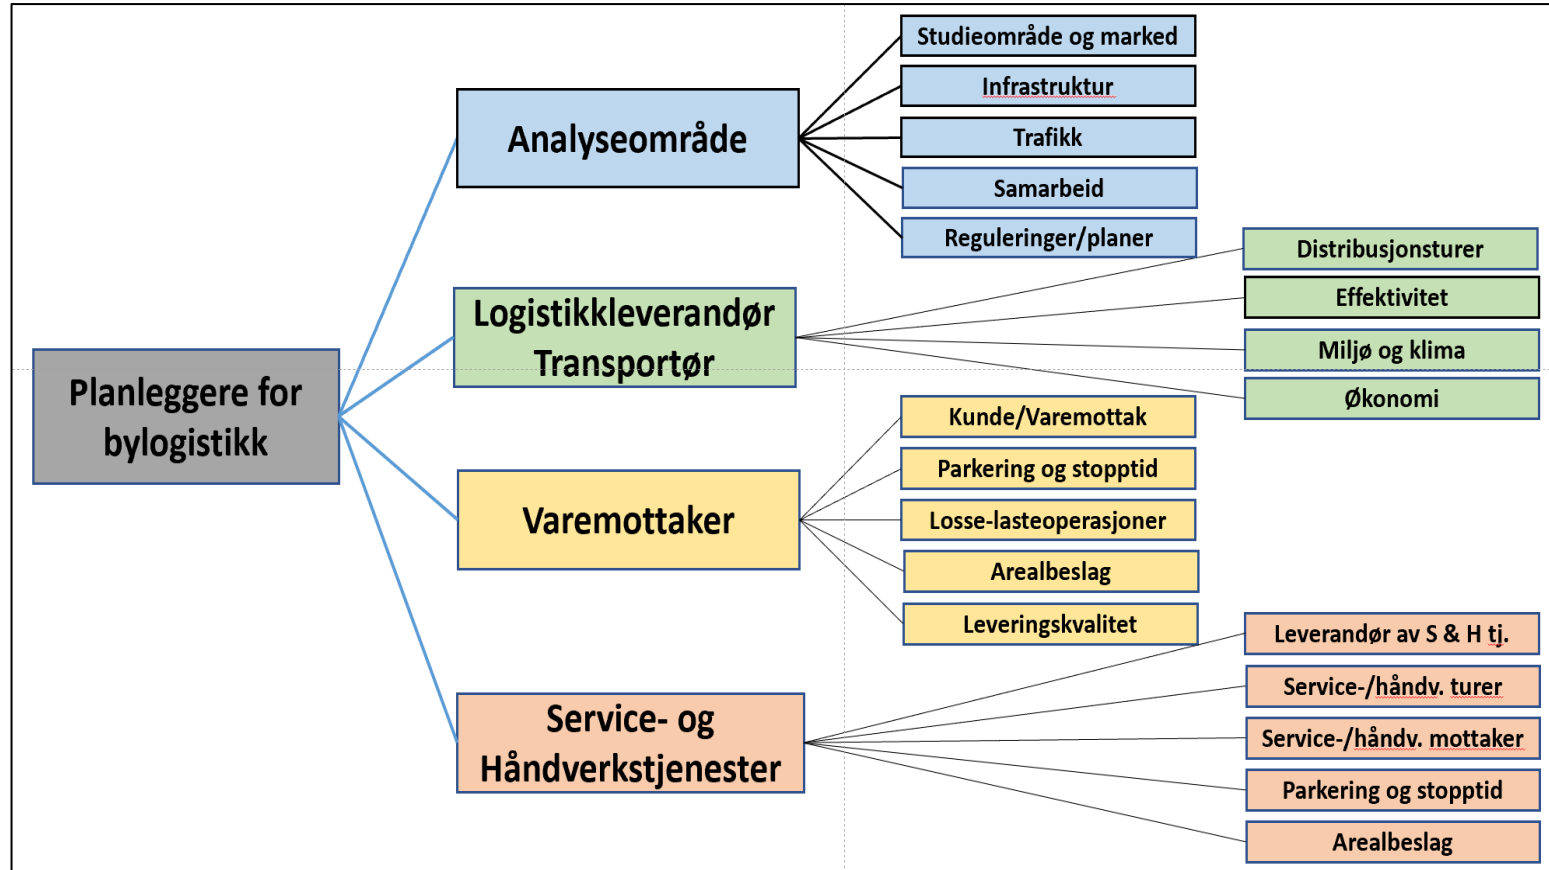 Planleggere for
bylogistikk
Analyseområde
Studieområde og marked
Infrastruktur
Trafikk
Samarbeid
Reguleringer/planer
Logistikkleverandør
Transportør
Distribusjonsturer
Effektivitet
Miljø og klima
Økonomi
Varemottaker
Kunde/Varemottak
Parkering og stopptid
Losse-lasteoperasjoner
Arealbeslag
Leveringskvalitet
Service- og
Håndverkstjenester
Leverandør av S & H tj.
Service-/håndv. turer
Service-/håndv. mottaker
Parkering og stopptid
Arealbeslag